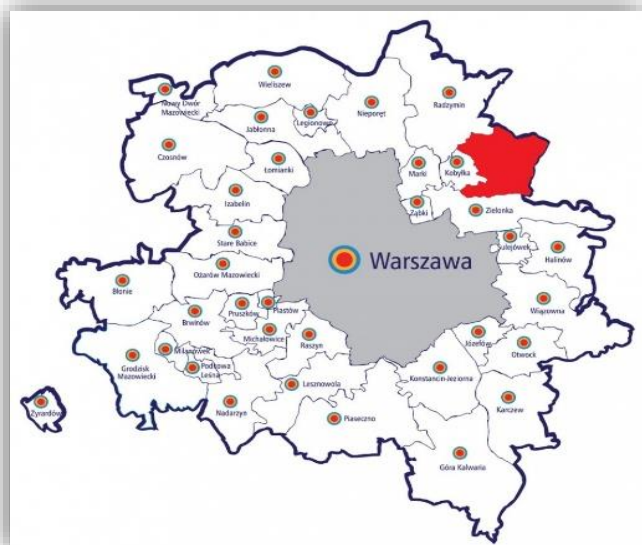 Wieliszew
Nowy Dwór
Mazowiecki
Nieporęt
Radzymin
Legionowo
Jabłonna
Czosnów
Łomianki
Marki
Kobyłka
Izabelin
Ząbki
Zielonka
Stare Babice
Sulejówek
Halinów
Warszawa
Ożarów Mazowiecki
Błonie
Wiązowna
Pruszków
Piastów
Brwinów
Michałowice
Raszyn
Józefów
Otwock
Milanówek
Grodzisk
Mazowiecki
Podkowa
Leśna
Lesznowola
Konstancin-Jeziorna
Żyrardów
Nadarzyn
Piaseczno
Karczew
Góra Kalwaria